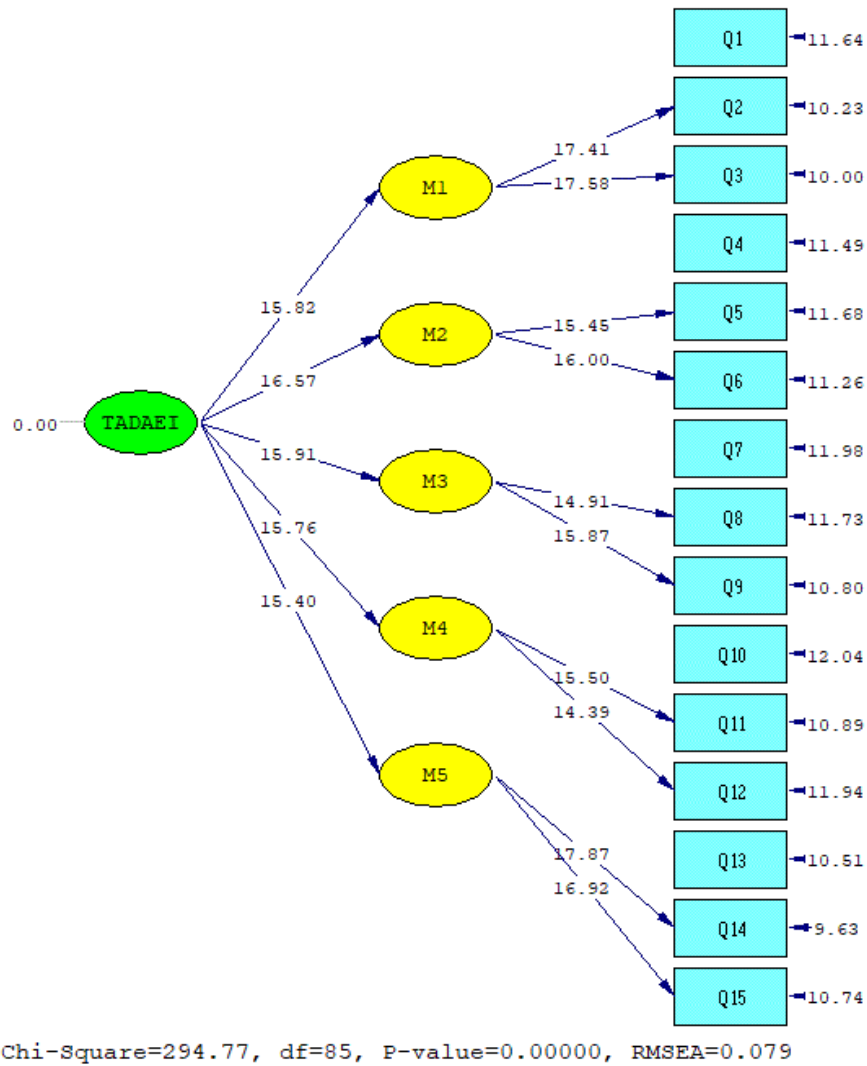 Q1
11.64
Q2
10.23
17.41
Q3
10.00
17.58
M1
Q4
11.49
15.82
Q5
11.68
15.45
M2
16.00
Q6
11.26
16.57
0.00
TADAEI
Q7
11.98
15.91
M3
14.91
Q8
11.73
15.87
15.76
Q9
10.80
15.40
M4
Q10
12.04
15.50
14.39
Q11
10.89
M5
Q12
11.94
17.87
Q13
10.51
16.92
Q14
9.63
Q15
10.74
Chi-Square=294.77, df=85, P-value=0.00000, RMSEA=0.079